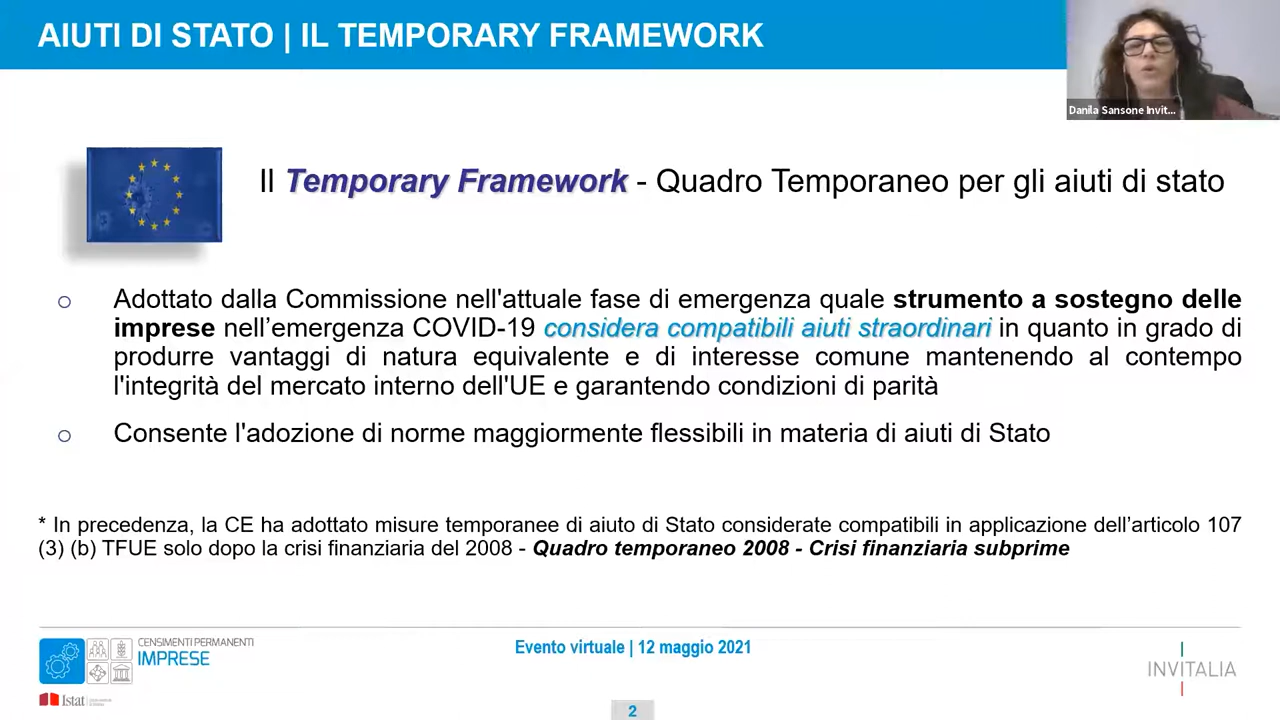 AIUTI DI STATO | IL TEMPORARY FRAMEWORK
Danila Sansone Invit...
Il Temporary Framework - Quadro Temporaneo per gli aiuti di stato
Adottato dalla Commissione nell'attuale fase di emergenza quale strumento a sostegno delle
imprese nell’emergenza COVID-19 considera compatibili aiuti straordinari in quanto in grado di
produrre vantaggi di natura equivalente e di interesse comune mantenendo al contempo
l'integrità del mercato interno dell'UE e garantendo condizioni di parità
Consente l'adozione di norme maggiormente flessibili in materia di aiuti di Stato
* In precedenza, la CE ha adottato misure temporanee di aiuto di Stato considerate compatibili in applicazione dell’articolo 107
(3) (b) TFUE solo dopo la crisi finanziaria del 2008 - Quadro temporaneo 2008 - Crisi finanziaria subprime
CENSIMENTI PERMANENTI
IMPRESE
Istat
Evento virtuale | 12 maggio 2021
INVITALIA
2